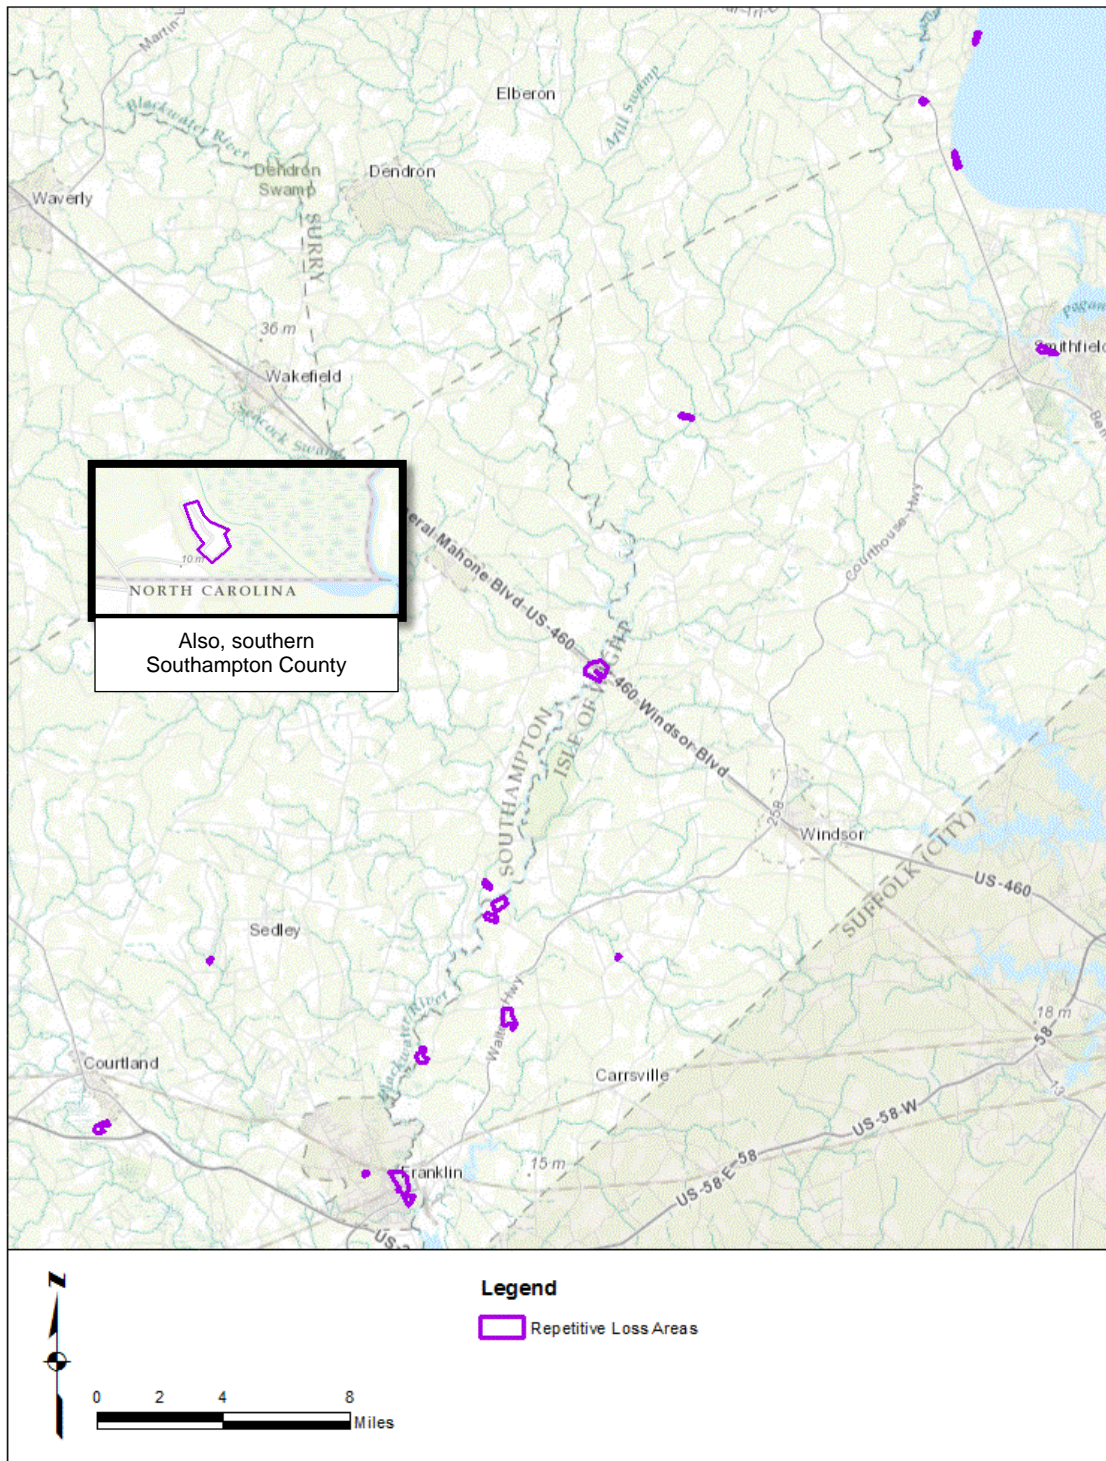 Martin-L
Elberon
Mill Swamp
Blackwater River
Dendron
Swamp
Dendron
Waverly
SURRY
Pagan
36 m
Smithfield
Wakefield
Seacock Swamp
eral-Mahone-Blvd-US-460
Courthouse-Hwy
10 m
NORTH CAROLINA
Also, southern
Southampton County
ISLE OF WIGHT
460-Windsor-Blvd
SOUTHAMPTON
258
Windsor
SUFFOLK (CITY)
US-460
Sedley
Blackwater River
Hwy
18 m
58
Courtland
Carrsville
13
US-58-W
US-58-E-58
Franklin
15 m
Legend
Repetitive Loss Areas
N
0 2 4 8
Miles